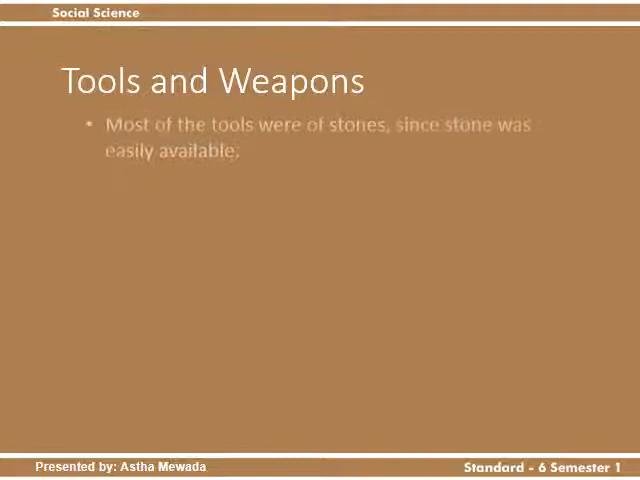 Social Science
Tools and Weapons
• Most of the tools were of stones, since stone was
easily available.
Presented by: Astha Mewada
Standard - 6 Semester 1